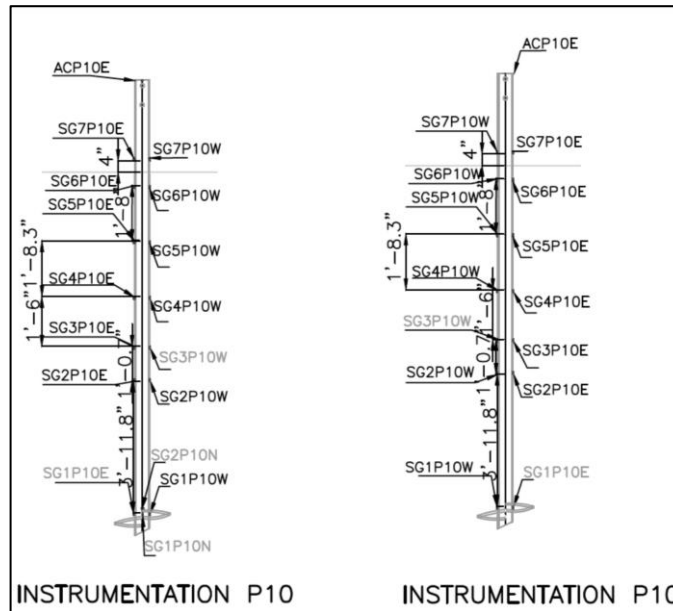 ACP10E
SG7P10E
SG7P10W
4"
SG6P10E
SG6P10W
1'-8"
SG5P10E
SG5P10W
1'-8.3"
SG4P10E
SG4P10W
1'-6"
SG3P10E
SG3P10W
SG2P10E
SG2P10W
3'-11.8"
SG2P10N
SG1P10E
SG1P10W
SG1P10N
INSTRUMENTATION P10
ACP10E
SG7P10W
SG7P10E
4"
SG6P10W
SG6P10E
1'-8"
SG5P10W
SG5P10E
1'-8.3"
SG4P10W
SG4P10E
1'-6"
SG3P10W
SG3P10E
1'-0.7"
SG2P10W
SG2P10E
3'-11.8"
SG1P10W
SG1P10E
INSTRUMENTATION P10